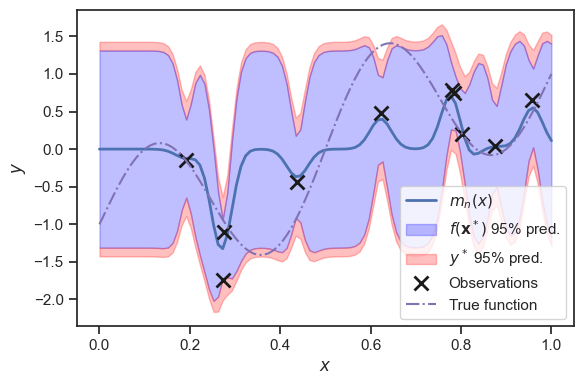 1.5
1.0
0.5
0.0
−0.5
−1.0
−1.5
−2.0
y
0.0
0.2
0.4
0.6
0.8
1.0
x
m_n(x)
f(x*) 95% pred.
y* 95% pred.
Observations
True function